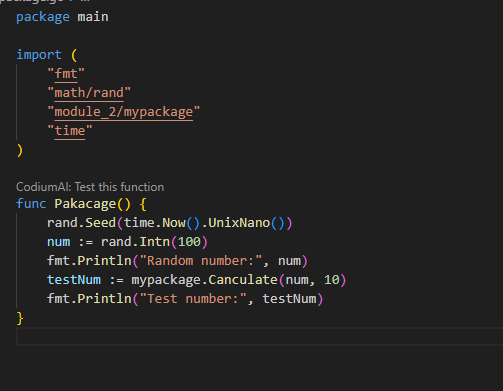 package main
import (
"fmt"
"math/rand"
"module_2/mypackage"
"time"
)
CodiumAI: Test this function
func Pakacage() {
rand.Seed(time.Now().UnixNano())
num := rand.Intn(100)
fmt.Println("Random number:", num)
testNum := mypackage.Canculate(num, 10)
fmt.Println("Test number:", testNum)
}